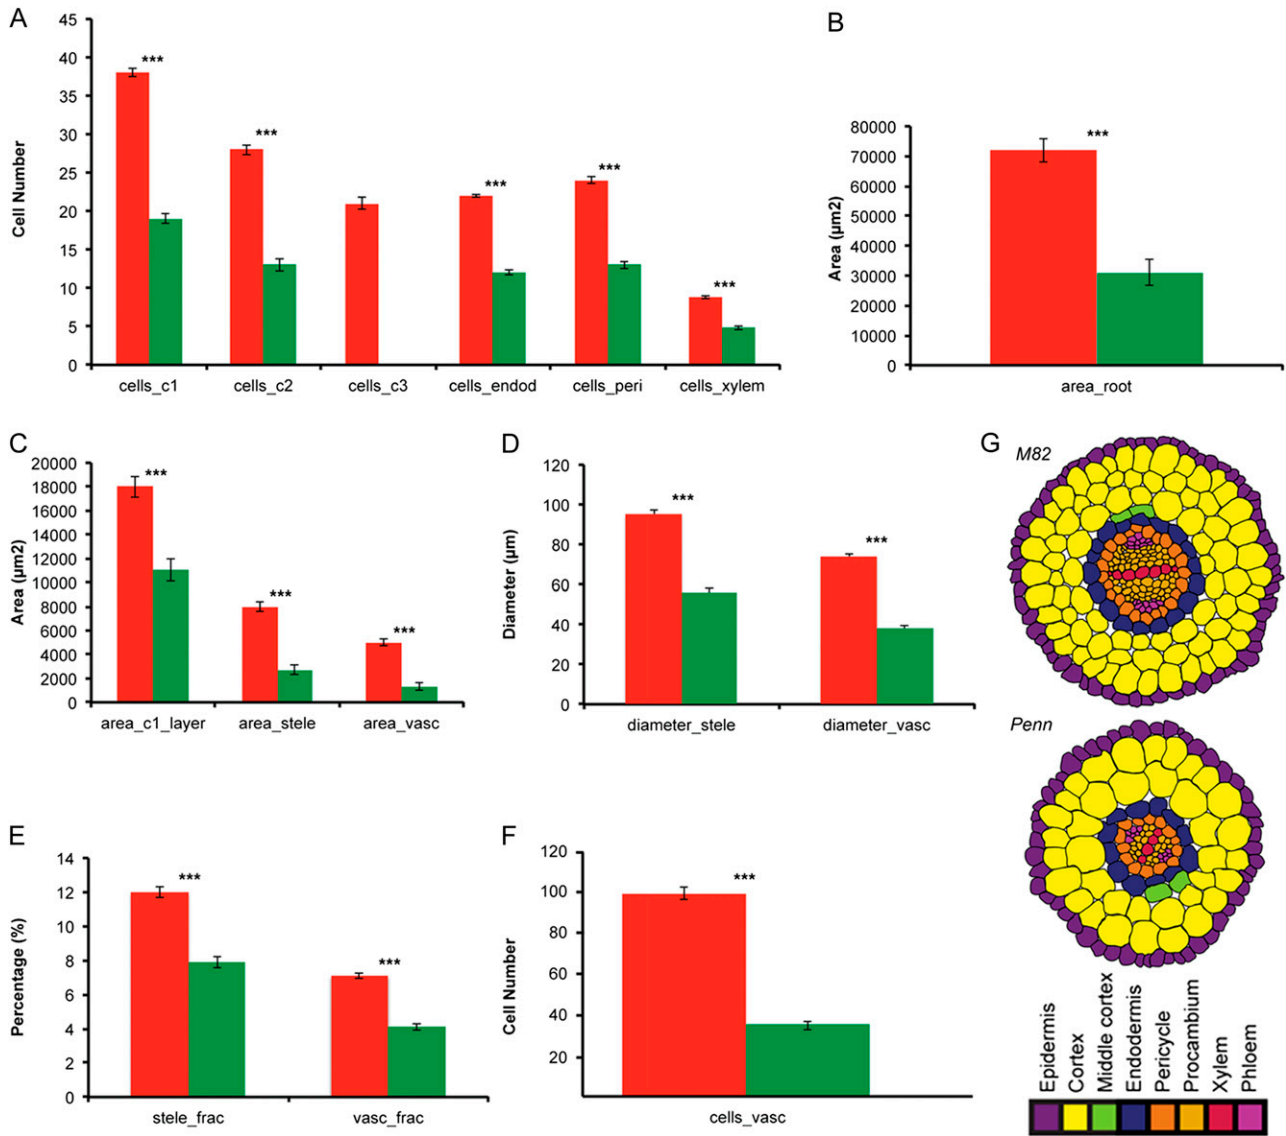 A
45
40
35
30
25
20
15
10
5
0
Cell Number
***
***
***
***
***
cells_c1 cells_c2 cells_c3 cells_endod cells_peri cells_xylem
B
80000
70000
60000
50000
40000
30000
20000
10000
0
Area (µm2)
***
area_root
C
20000
18000
16000
14000
12000
10000
8000
6000
4000
2000
0
Area (µm2)
***
***
***
area_c1_layer area_stele area_vasc
D
120
100
80
60
40
20
0
Diameter (µm)
***
***
diameter_stele diameter_vasc
E
14
12
10
8
6
4
2
0
Percentage (%)
***
***
stele_frac vasc_frac
F
120
100
80
60
40
20
Cell Number
***
cells_vasc
G
M82
Penn
Epidermis
Cortex
Middle cortex
Endodermis
Pericycle
Procambium
Xylem
Phloem